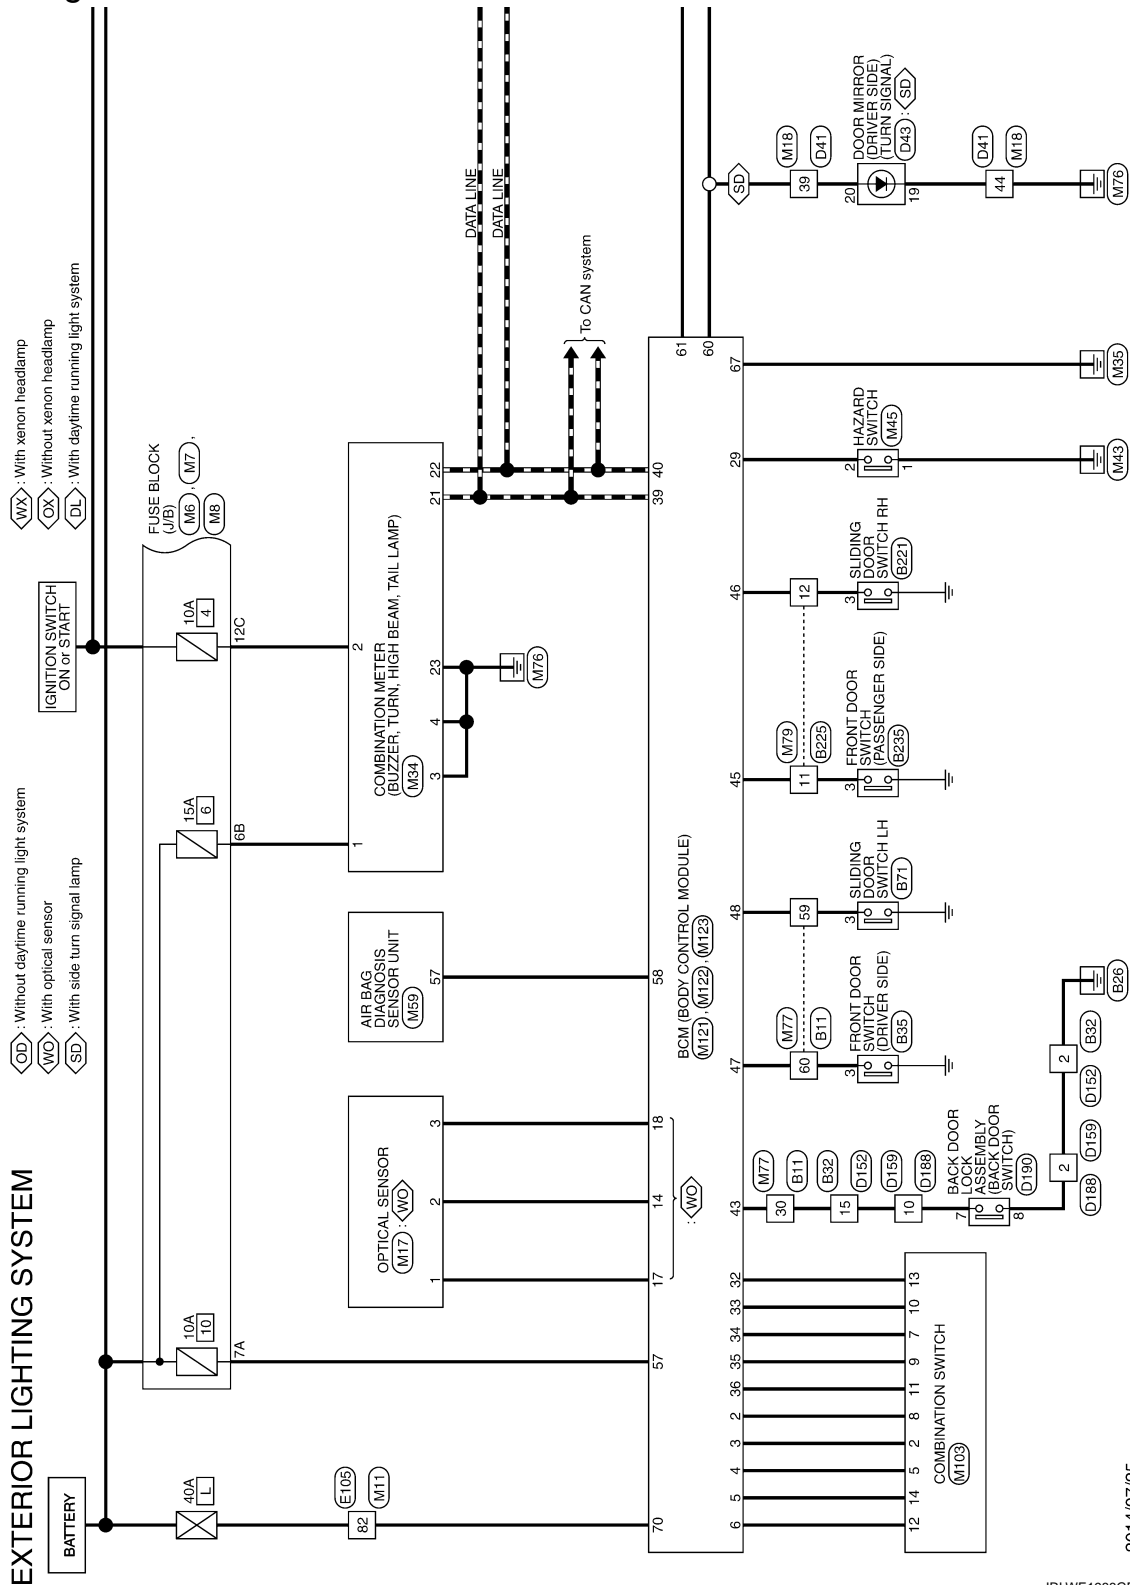 EXTERIOR LIGHTING SYSTEM
OD : Without daytime running light system
WO : With optical sensor
SD : With side turn signal lamp
WX : With xenon headlamp
OX : Without xenon headlamp
DL : With daytime running light system
BATTERY
IGNITION SWITCH
ON or START
40A
L
10A
10
7A
15A
6
6B
10A
4
12C
FUSE BLOCK
(J/B)
M6 , M7 ,
M8
82
E105
M11
OPTICAL SENSOR
M17 : WO
1
2
3
AIR BAG
DIAGNOSIS
SENSOR UNIT
M59
57
1
2
COMBINATION METER
(BUZZER, TURN, HIGH BEAM, TAIL LAMP)
M34
3
4
23
21
22
M76
DATA LINE
DATA LINE
To CAN system
70
57
17
14
18
58
39
40
: WO
BCM (BODY CONTROL MODULE)
M121 , M122 , M123
61
60
6
5
4
3
2
36
35
34
33
32
43
47
48
45
46
29
67
12
14
5
2
8
11
9
7
10
13
COMBINATION SWITCH
M103
30
M77
B11
15
B32
D152
10
D159
D188
7
8
BACK DOOR
LOCK
ASSEMBLY
(BACK DOOR
SWITCH)
D190
2
D188
D159
2
D152
B32
B26
60
M77
B11
3
FRONT DOOR
SWITCH
(DRIVER SIDE)
B35
59
3
SLIDING
DOOR
SWITCH LH
B71
11
M79
B225
3
FRONT DOOR
SWITCH
(PASSENGER SIDE)
B235
12
3
SLIDING
DOOR
SWITCH RH
B221
2
1
HAZARD
SWITCH
M45
M43
M35
SD
39
M18
D41
20
19
DOOR MIRROR
(DRIVER SIDE)
(TURN SIGNAL)
D43 : SD
44
D41
M18
M76